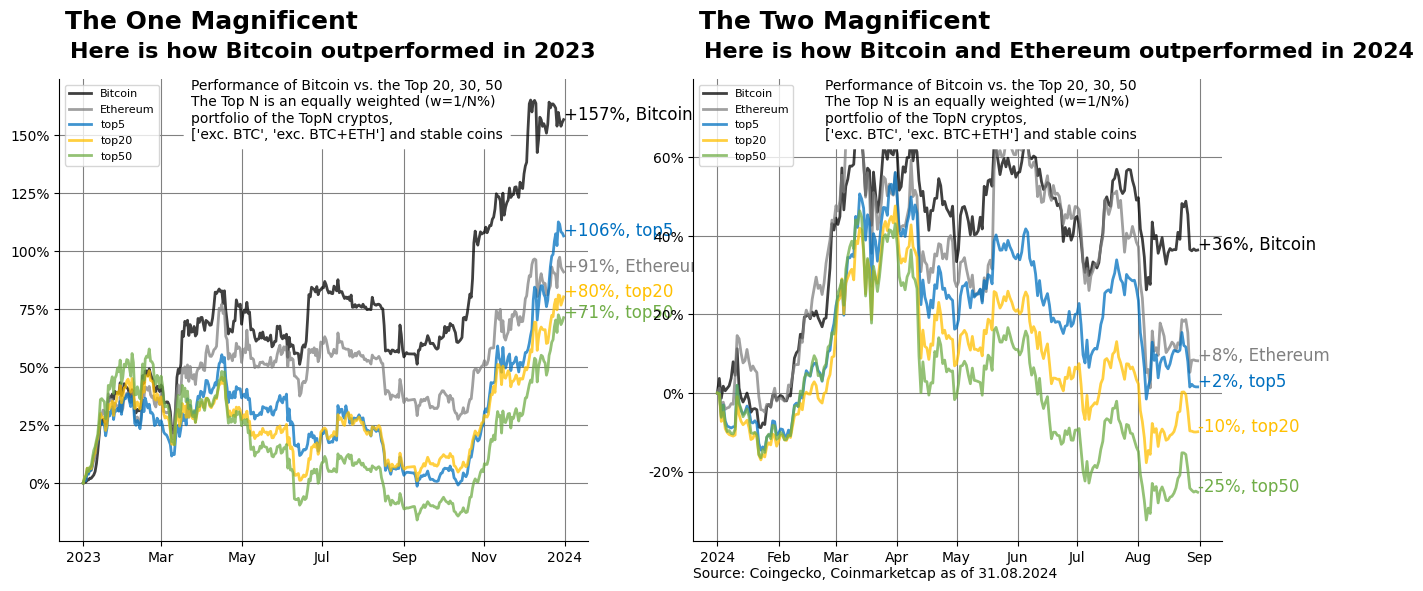 The One Magnificent
Here is how Bitcoin outperformed in 2023
Bitcoin
Ethereum
top5
top20
top50
Performance of Bitcoin vs. the Top 20, 30, 50
The Top N is an equally weighted (w=1/N%)
portfolio of the TopN cryptos,
['exc. BTC', 'exc. BTC+ETH'] and stable coins
150%
125%
100%
75%
50%
25%
0%
+157%, Bitcoin
+106%, top5
+91%, Ethereum
+80%, top20
+71%, top50
2023 Mar May Jul Sep Nov 2024
The Two Magnificent
Here is how Bitcoin and Ethereum outperformed in 2024
Bitcoin
Ethereum
top5
top20
top50
Performance of Bitcoin vs. the Top 20, 30, 50
The Top N is an equally weighted (w=1/N%)
portfolio of the TopN cryptos,
['exc. BTC', 'exc. BTC+ETH'] and stable coins
60%
40%
20%
0%
-20%
+36%, Bitcoin
+8%, Ethereum
+2%, top5
-10%, top20
-25%, top50
2024 Feb Mar Apr May Jun Jul Aug Sep
Source: Coingecko, Coinmarketcap as of 31.08.2024